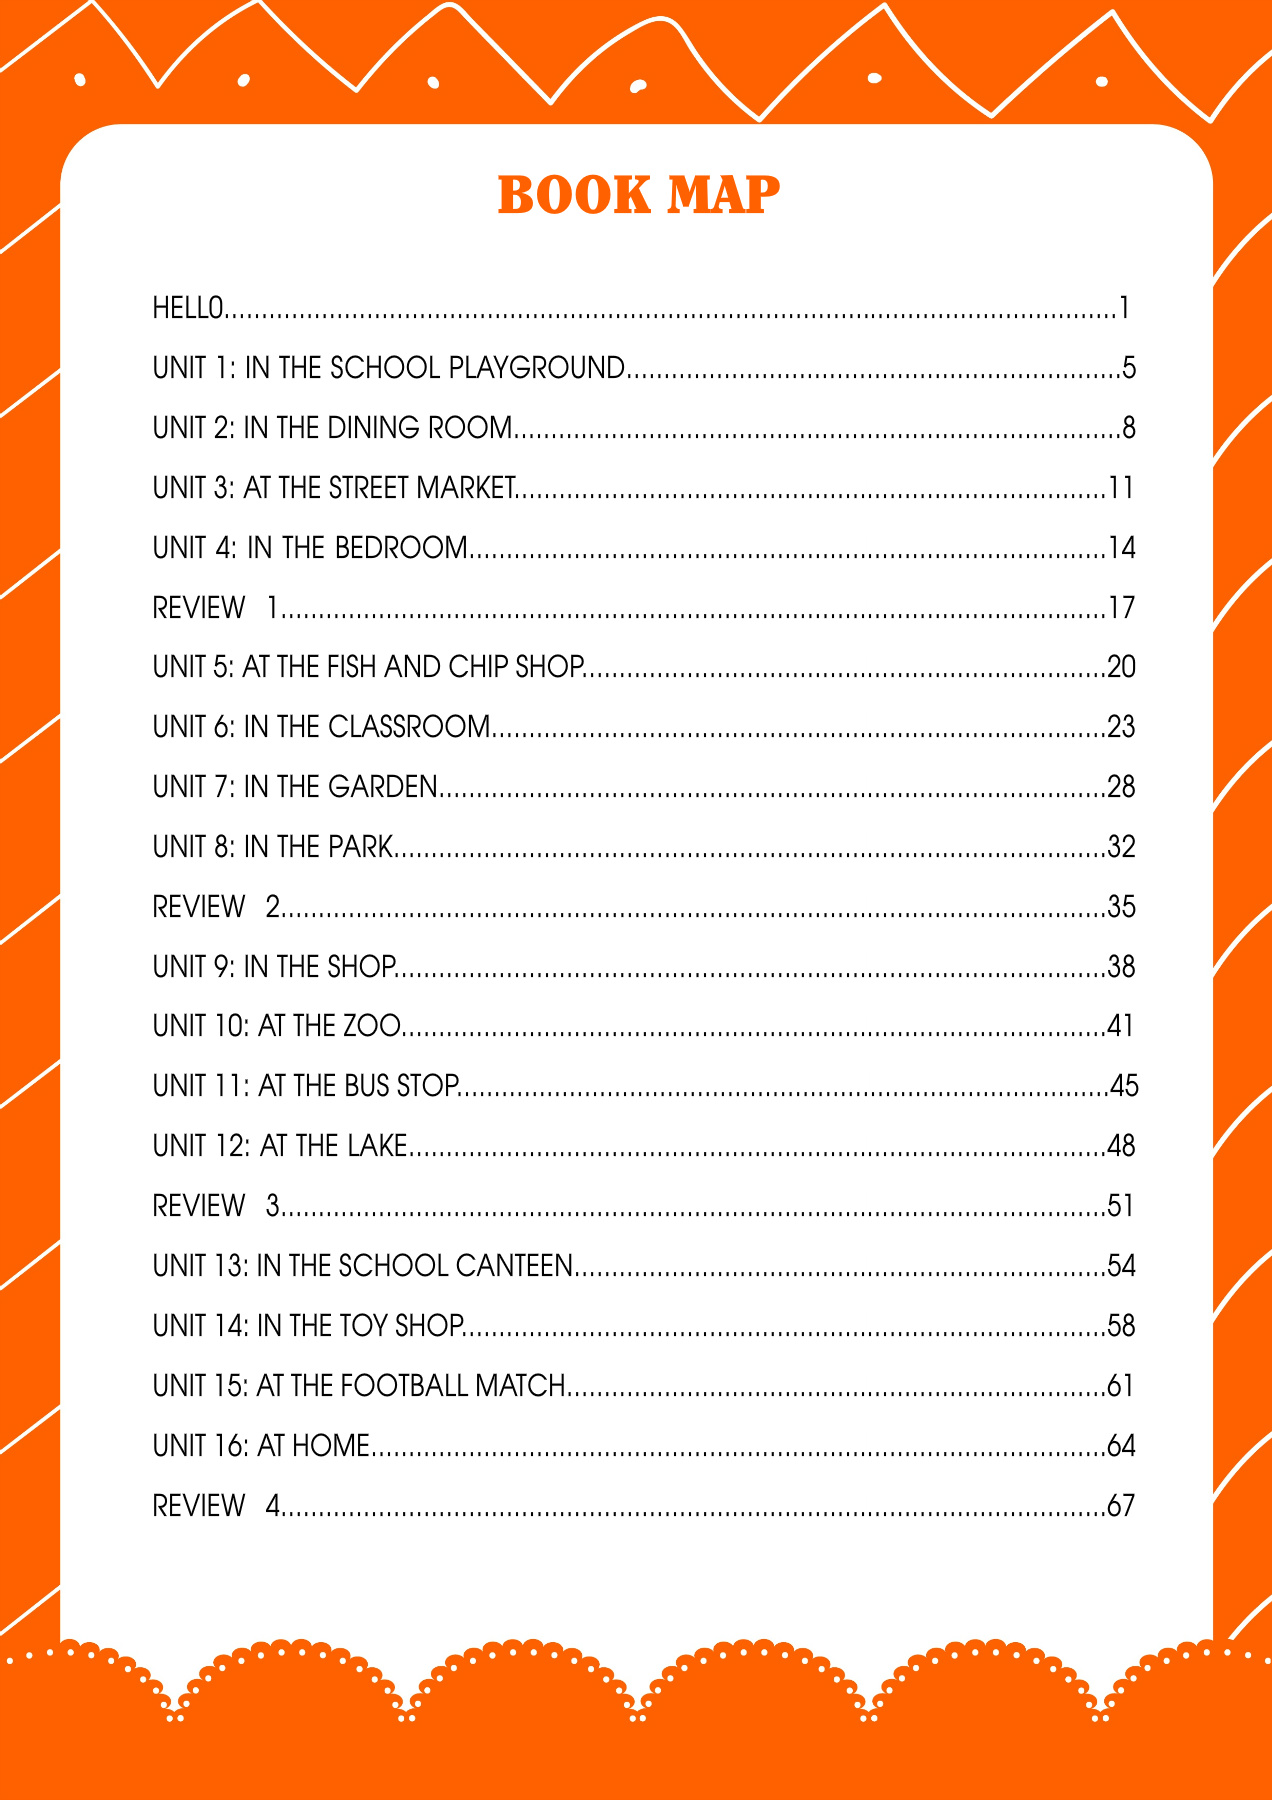 BOOK MAP
HELLO........................................................................................................................1
UNIT 1: IN THE SCHOOL PLAYGROUND..................................................................5
UNIT 2: IN THE DINING ROOM.................................................................................8
UNIT 3: AT THE STREET MARKET...............................................................................11
UNIT 4: IN THE BEDROOM.....................................................................................14
REVIEW 1..............................................................................................................17
UNIT 5: AT THE FISH AND CHIP SHOP......................................................................20
UNIT 6: IN THE CLASSROOM..................................................................................23
UNIT 7: IN THE GARDEN.........................................................................................28
UNIT 8: IN THE PARK...............................................................................................32
REVIEW 2..............................................................................................................35
UNIT 9: IN THE SHOP...............................................................................................38
UNIT 10: AT THE ZOO..............................................................................................41
UNIT 11: AT THE BUS STOP.......................................................................................45
UNIT 12: AT THE LAKE.............................................................................................48
REVIEW 3..............................................................................................................51
UNIT 13: IN THE SCHOOL CANTEEN.......................................................................54
UNIT 14: IN THE TOY SHOP......................................................................................58
UNIT 15: AT THE FOOTBALL MATCH........................................................................61
UNIT 16: AT HOME..................................................................................................64
REVIEW 4..............................................................................................................67